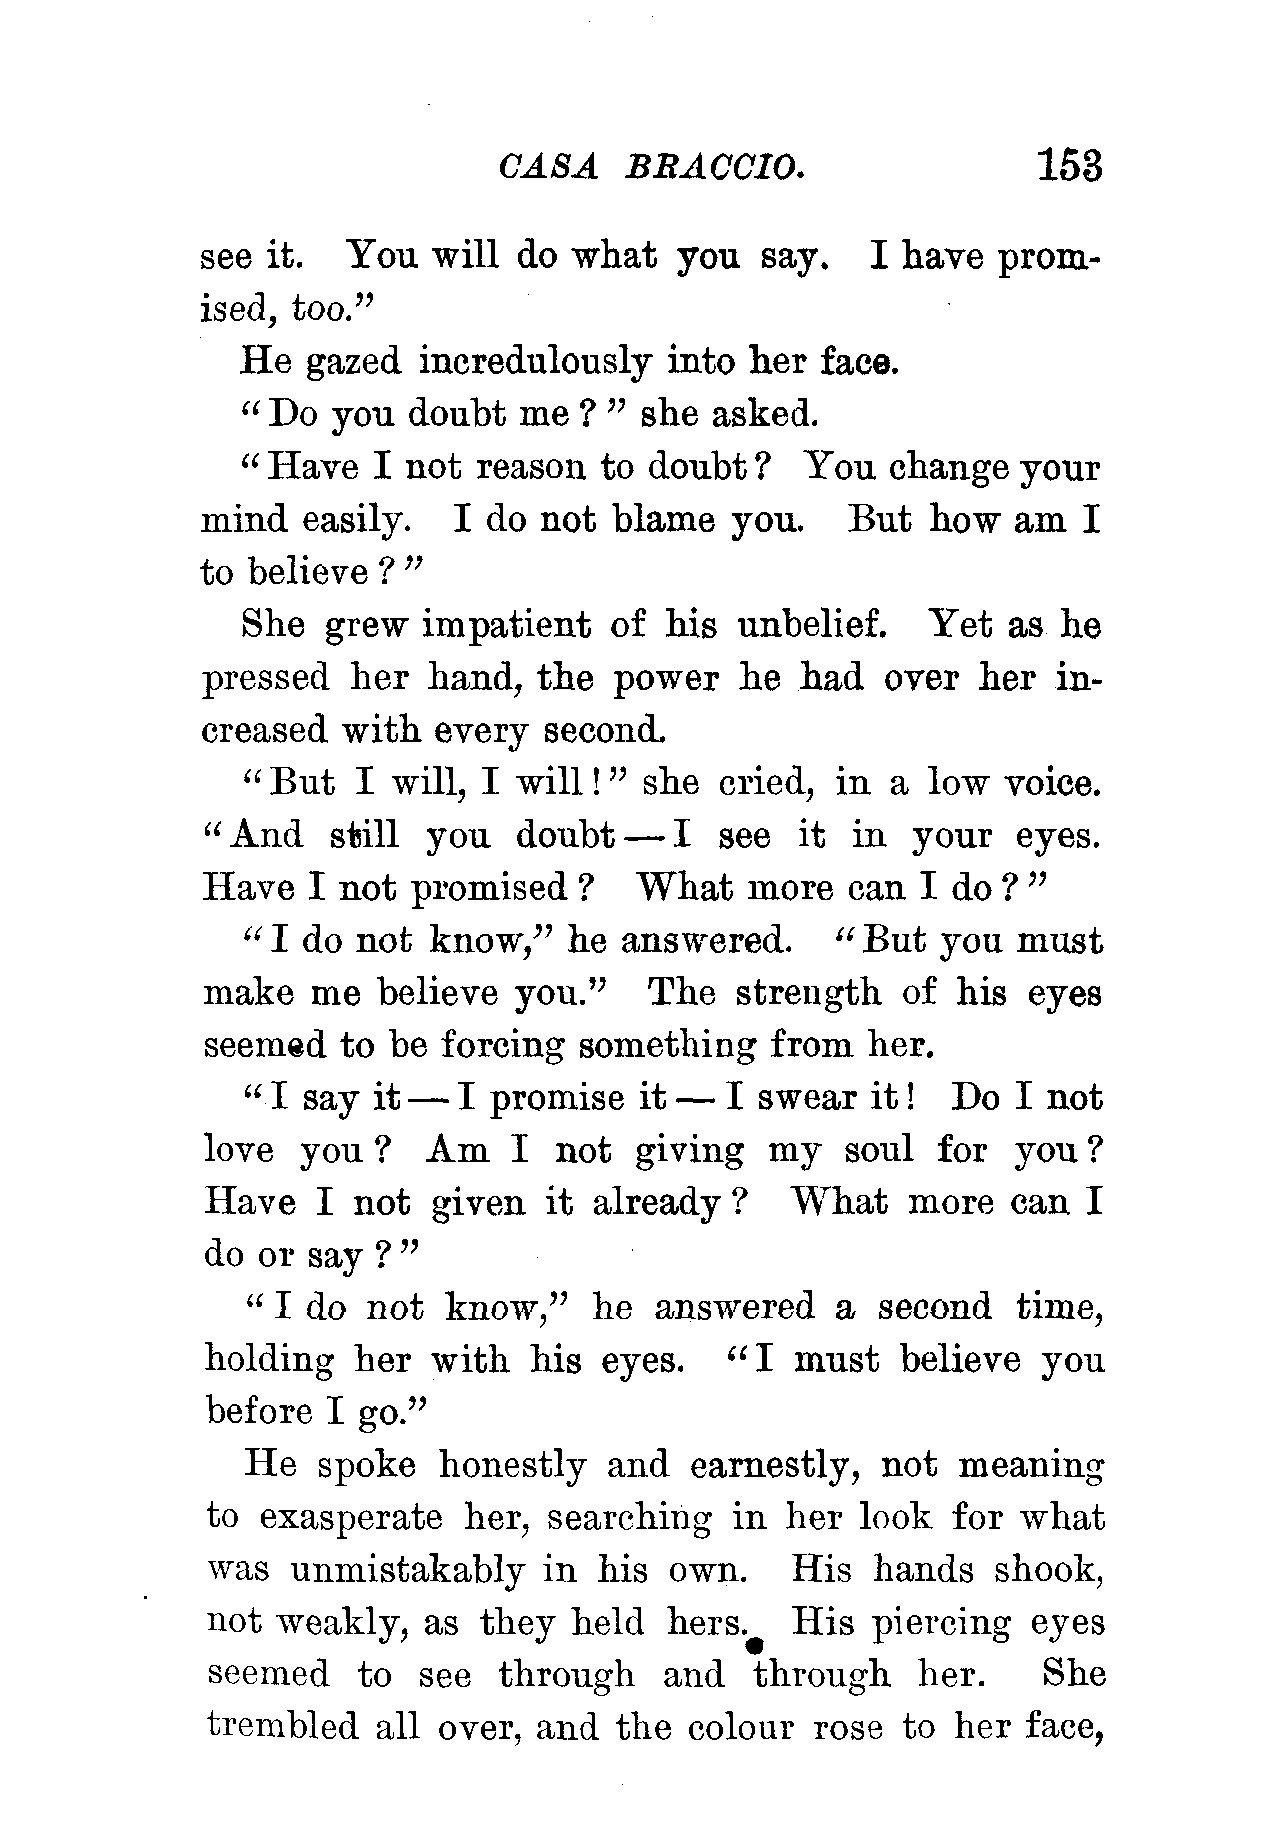 CASA BRACCIO. 153
see it. You will do what you say. I have prom-
ised, too."
He gazed incredulously into her face.
"Do you doubt me?" she asked.
"Have I not reason to doubt? You change your
mind easily. I do not blame you. But how am I
to believe?"
She grew impatient of his unbelief. Yet as he
pressed her hand, the power he had over her in-
creased with every second.
"But I will, I will!" she cried, in a low voice.
"And still you doubt — I see it in your eyes.
Have I not promised? What more can I do?"
"I do not know," he answered. "But you must
make me believe you." The strength of his eyes
seemed to be forcing something from her.
"I say it — I promise it — I swear it! Do I not
love you? Am I not giving my soul for you?
Have I not given it already? What more can I
do or say?"
"I do not know," he answered a second time,
holding her with his eyes. "I must believe you
before I go."
He spoke honestly and earnestly, not meaning
to exasperate her, searching in her look for what
was unmistakably in his own. His hands shook,
not weakly, as they held hers. His piercing eyes
seemed to see through and through her. She
trembled all over, and the colour rose to her face,